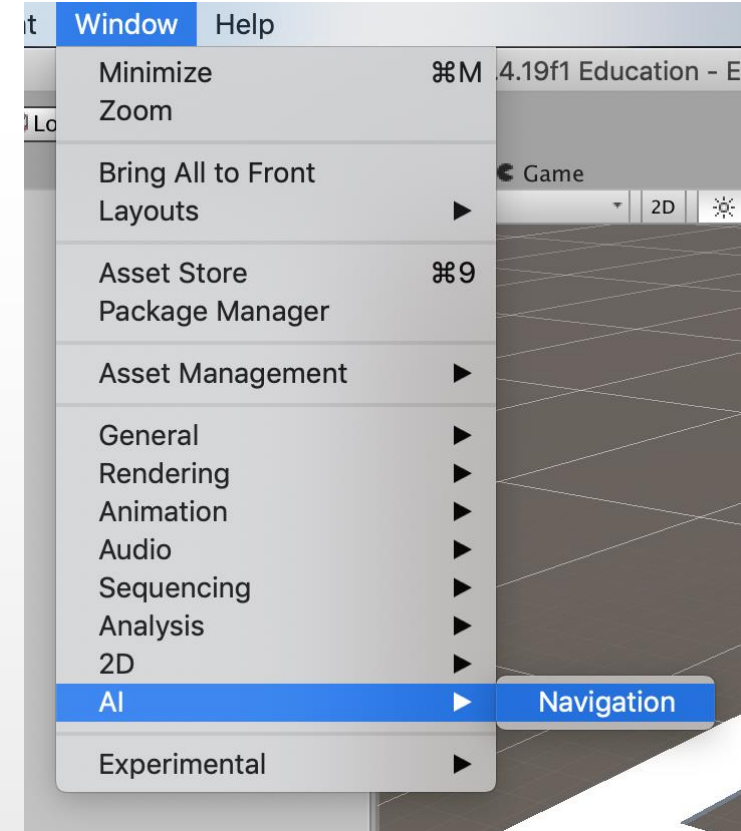 Window Help
Minimize ⌘M
4.19f1 Education - E
Zoom
Lo
Bring All to Front
Game
Layouts
2D
Asset Store ⌘9
Package Manager
Asset Management
General
Rendering
Animation
Audio
Sequencing
Analysis
2D
AI
Navigation
Experimental